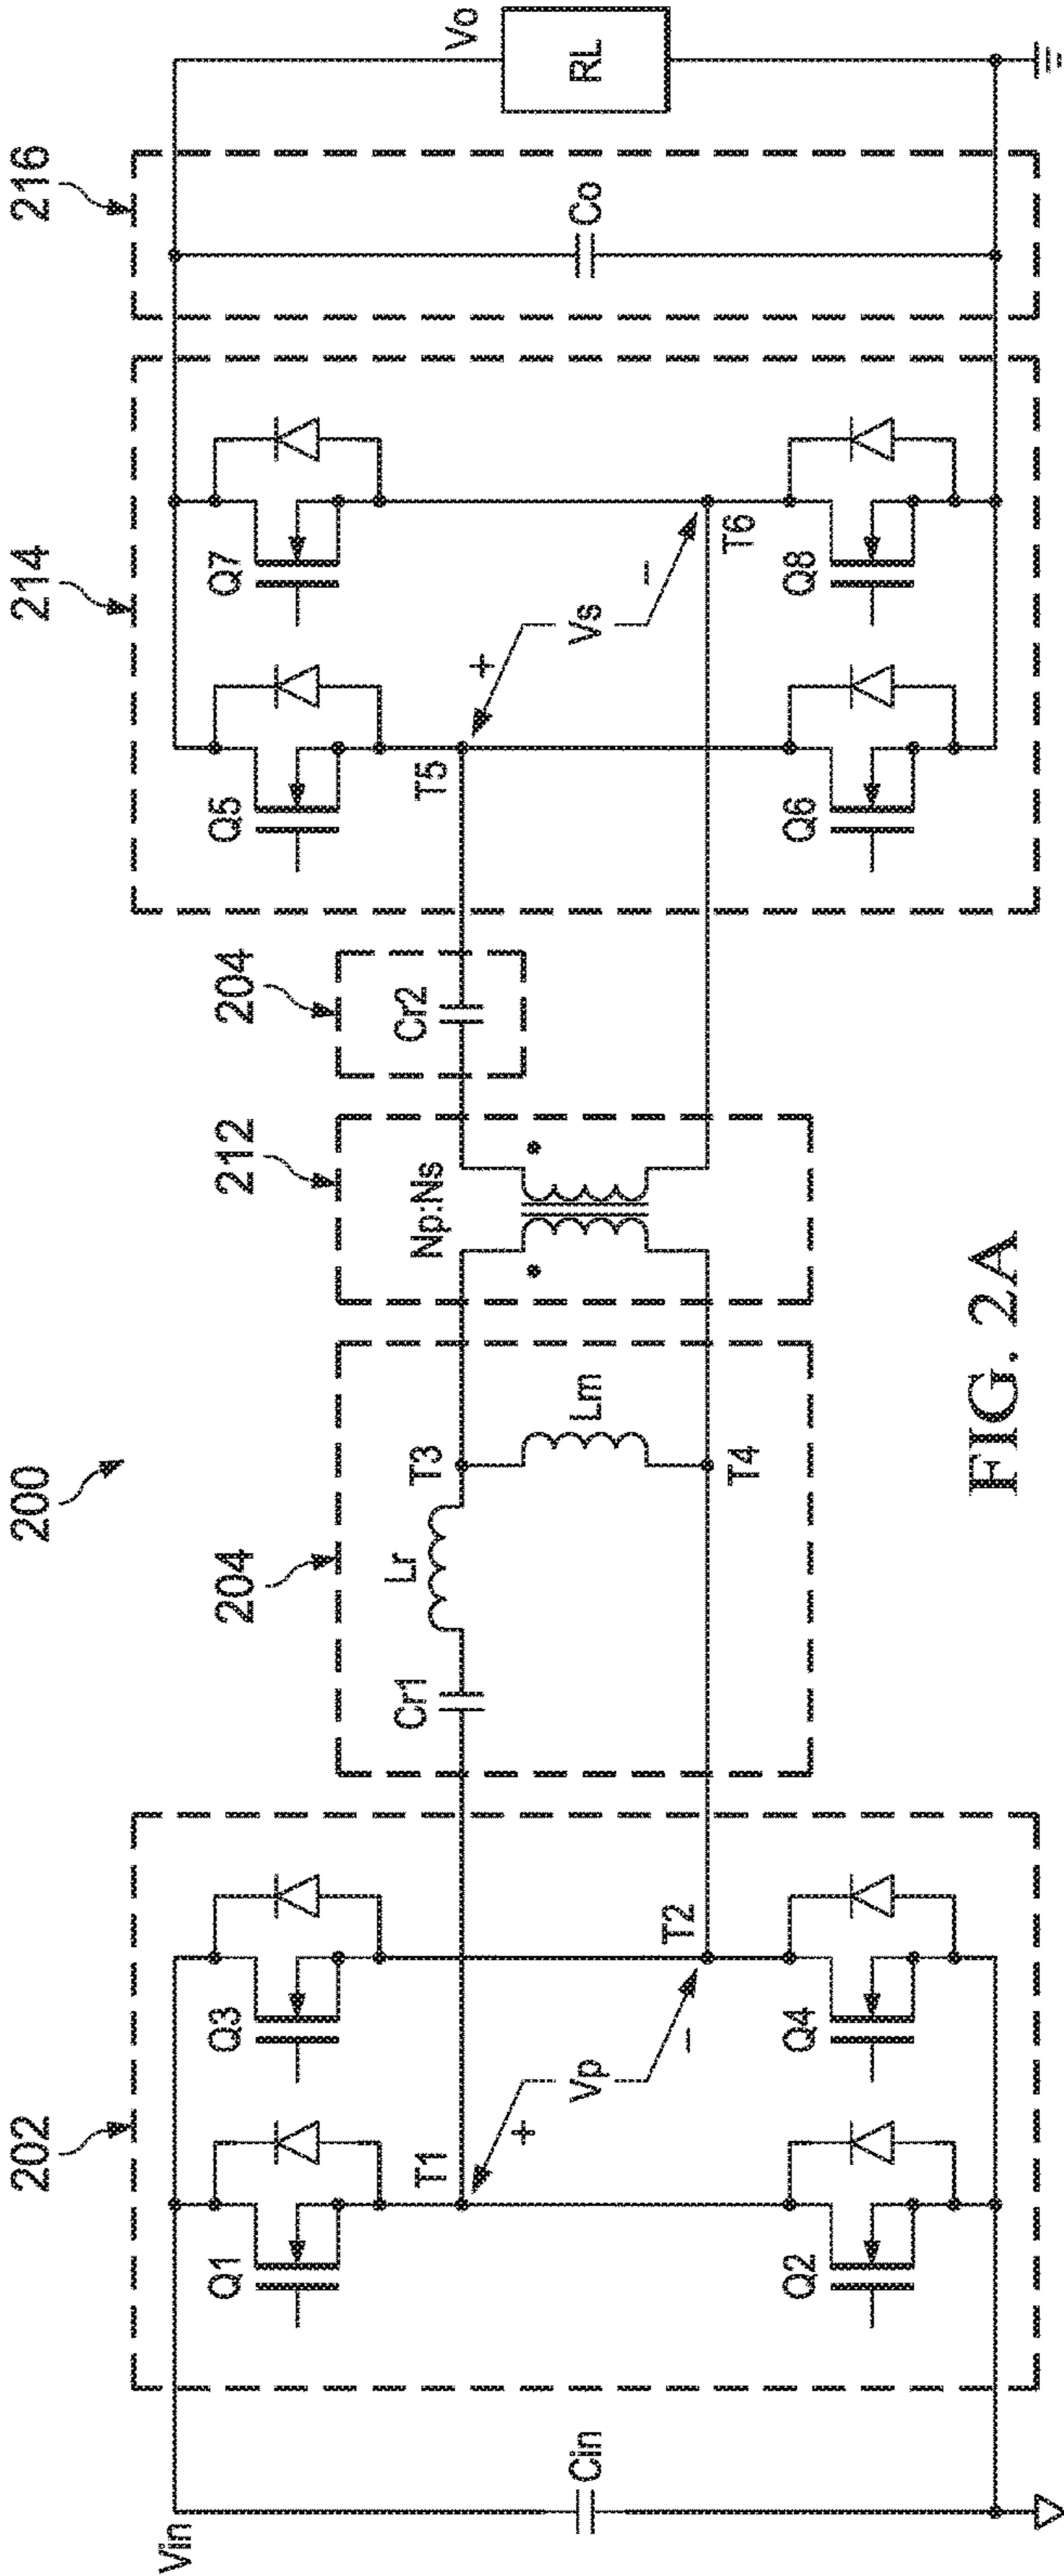 200
202
204
212
204
214
216
Vin
Cin
Q1
Q3
T1
+
Vp
−
T2
Q2
Q4
Cr1
Lr
T3
Lm
T4
Np:Ns
Cr2
Q5
Q7
T5
+
Vs
−
T6
Q6
Q8
Co
Vo
RL
FIG. 2A